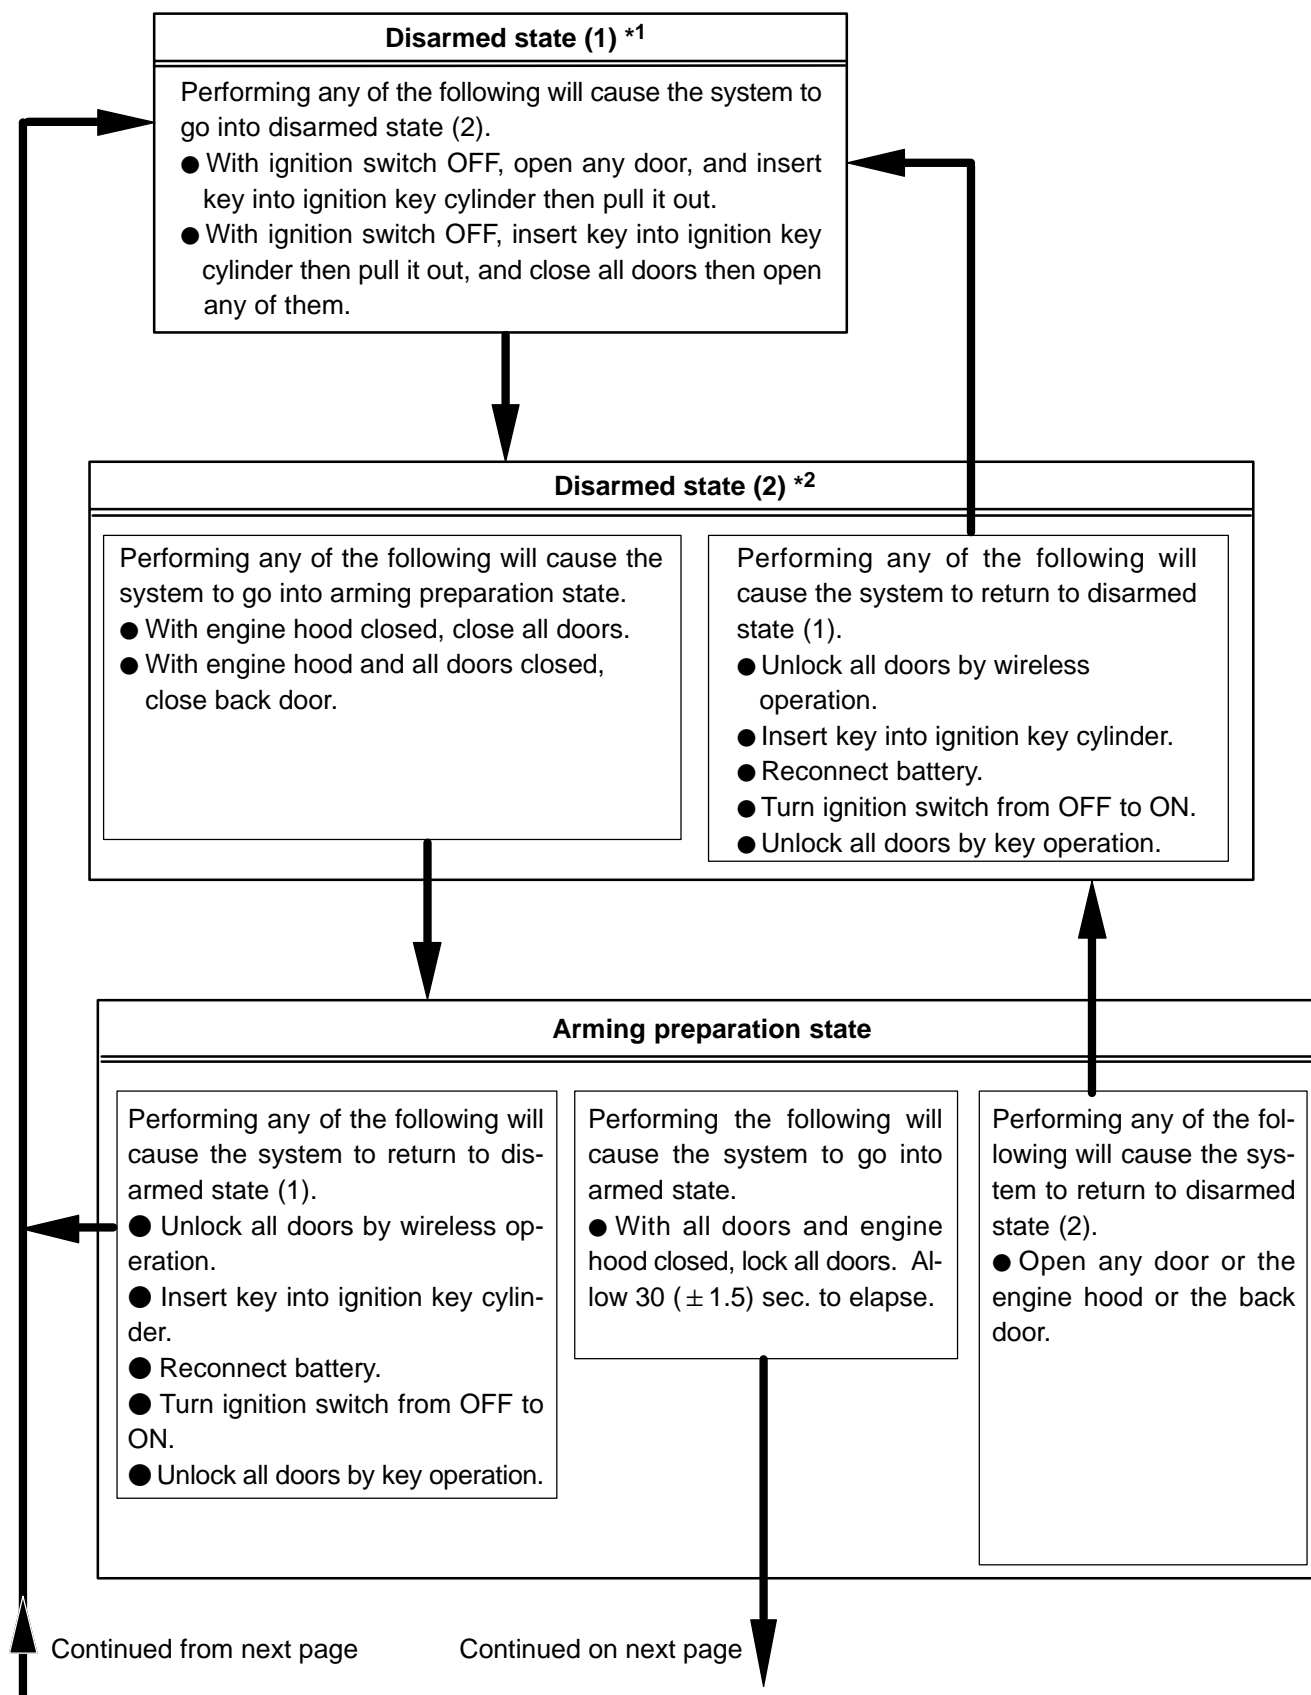 Disarmed state (1) *1
Performing any of the following will cause the system to
go into disarmed state (2).
● With ignition switch OFF, open any door, and insert
key into ignition key cylinder then pull it out.
● With ignition switch OFF, insert key into ignition key
cylinder then pull it out, and close all doors then open
any of them.
Disarmed state (2) *2
Performing any of the following will cause the
system to go into arming preparation state.
● With engine hood closed, close all doors.
● With engine hood and all doors closed,
close back door.
Performing any of the following will
cause the system to return to disarmed
state (1).
● Unlock all doors by wireless
operation.
● Insert key into ignition key cylinder.
● Reconnect battery.
● Turn ignition switch from OFF to ON.
● Unlock all doors by key operation.
Arming preparation state
Performing any of the following will
cause the system to return to dis-
armed state (1).
● Unlock all doors by wireless op-
eration.
● Insert key into ignition key cylin-
der.
● Reconnect battery.
● Turn ignition switch from OFF to
ON.
● Unlock all doors by key operation.
Performing the following will
cause the system to go into
armed state.
● With all doors and engine
hood closed, lock all doors. Al-
low 30 (±1.5) sec. to elapse.
Performing any of the fol-
lowing will cause the sys-
tem to return to disarmed
state (2).
● Open any door or the
engine hood or the back
door.
Continued from next page
Continued on next page